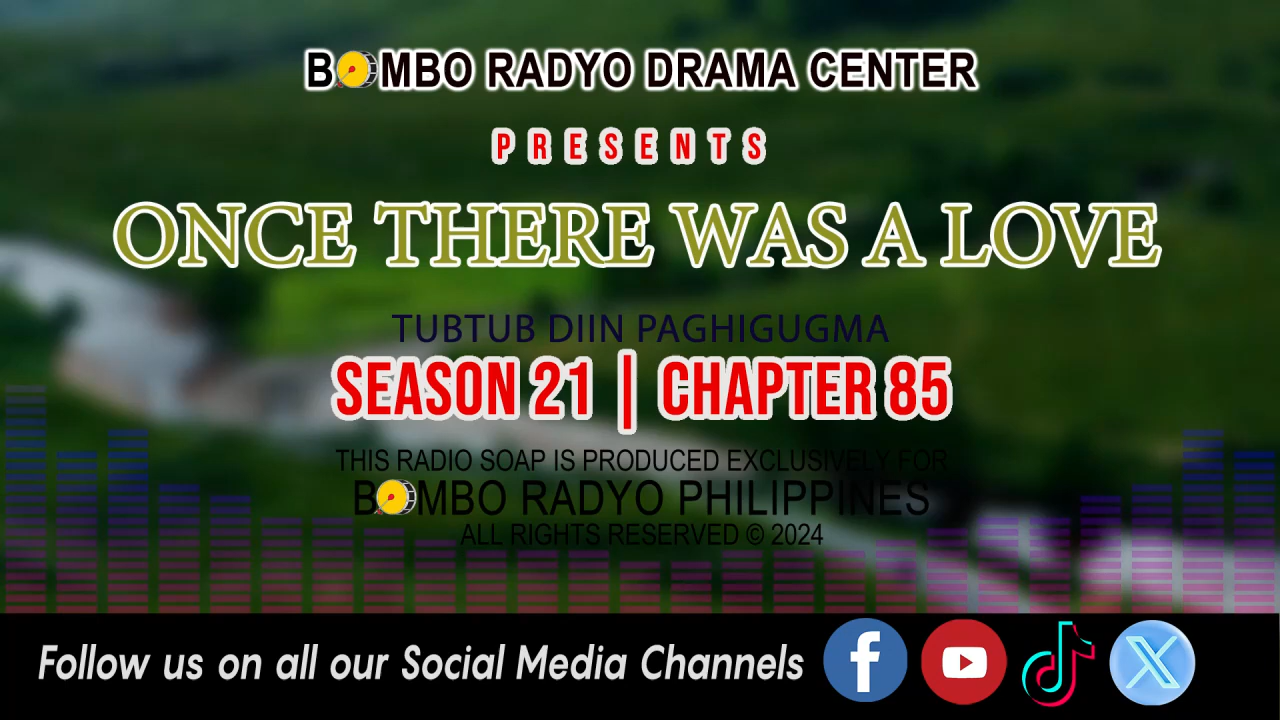 BOMBO RADYO DRAMA CENTER
PRESENTS
ONCE THERE WAS A LOVE
TUBTUB DIIN PAGHIGUGMA
SEASON 21 | CHAPTER 85
THIS RADIO SOAP IS PRODUCED EXCLUSIVELY FOR
BOMBO RADYO PHILIPPINES
ALL RIGHTS RESERVED © 2024
Follow us on all our Social Media Channels